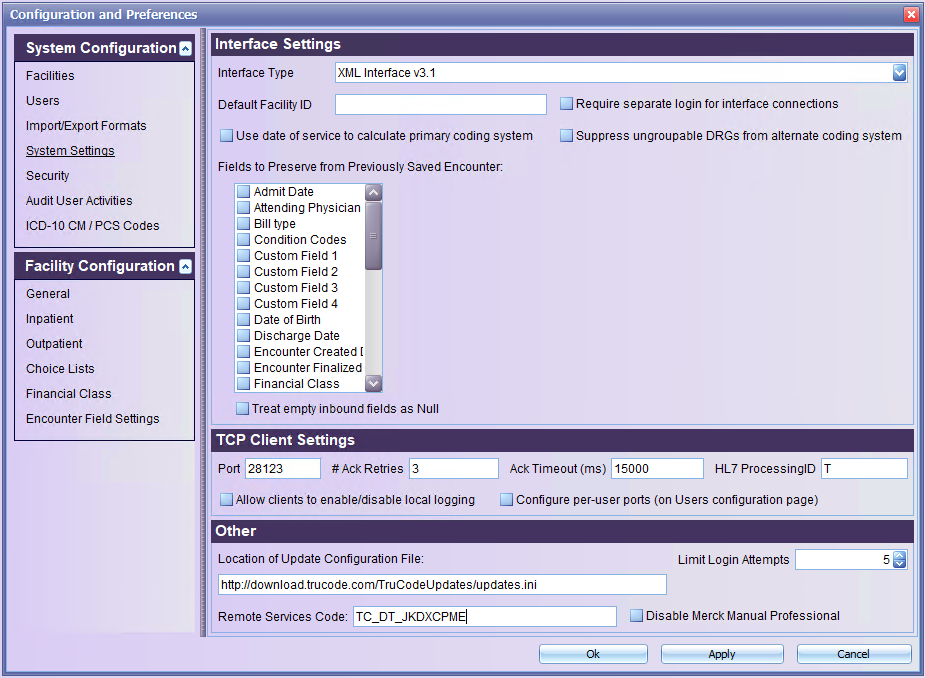 Configuration and Preferences
System Configuration
Facilities
Users
Import/Export Formats
System Settings
Security
Audit User Activities
ICD-10 CM / PCS Codes
Facility Configuration
General
Inpatient
Outpatient
Choice Lists
Financial Class
Encounter Field Settings
Interface Settings
Interface Type XML Interface v3.1
Default Facility ID Require separate login for interface connections
Use date of service to calculate primary coding system Suppress ungroupable DRGs from alternate coding system
Fields to Preserve from Previously Saved Encounter:
Admit Date
Attending Physician
Bill type
Condition Codes
Custom Field 1
Custom Field 2
Custom Field 3
Custom Field 4
Date of Birth
Discharge Date
Encounter Created
Encounter Finalized
Financial Class
Treat empty inbound fields as Null
TCP Client Settings
Port 28123 # Ack Retries 3 Ack Timeout (ms) 15000 HL7 ProcessingID T
Allow clients to enable/disable local logging Configure per-user ports (on Users configuration page)
Other
Location of Update Configuration File: Limit Login Attempts 5
http://download.trucode.com/TruCodeUpdates/updates.ini
Remote Services Code: TC_DT_JKDXCPME Disable Merck Manual Professional
Ok Apply Cancel